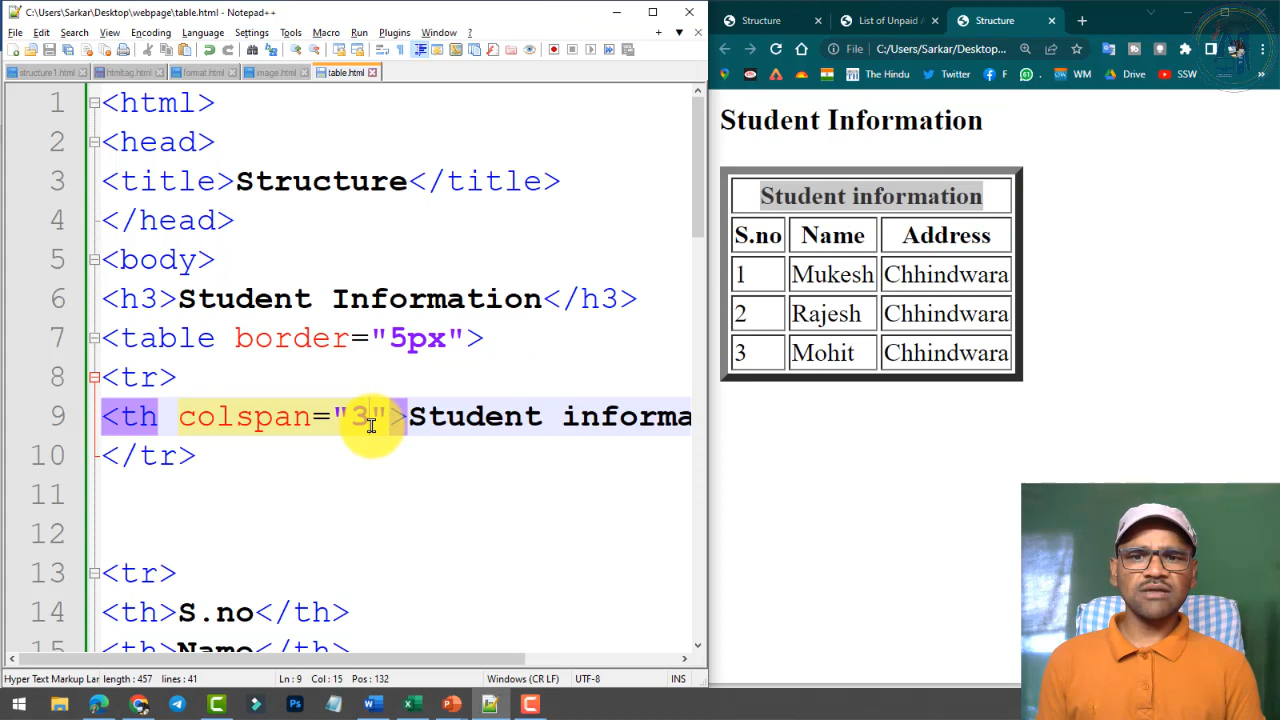 C:\Users\Sarkar\Desktop\webpage\table.html - Notepad++
File Edit Search View Encoding Language Settings Tools Macro Run Plugins Window ?
structure1.html htmltag.html format.html image.html table.html
1 <html>
2 <head>
3 <title>Structure</title>
4 </head>
5 <body>
6 <h3>Student Information</h3>
7 <table border="5px">
8 <tr>
9 <th colspan="3">Student informa
10 </tr>
11
12
13 <tr>
14 <th>S.no</th>
15 <th>Name</th>
Hyper Text Markup Lar length : 457 lines : 41 Ln : 9 Col : 15 Pos : 132 Windows (CR LF) UTF-8 INS
Structure List of Unpaid Structure
File C:/Users/Sarkar/Desktop...
The Hindu Twitter F WM Drive SSW
Student Information
Student information
S.no Name Address
1 Mukesh Chhindwara
2 Rajesh Chhindwara
3 Mohit Chhindwara